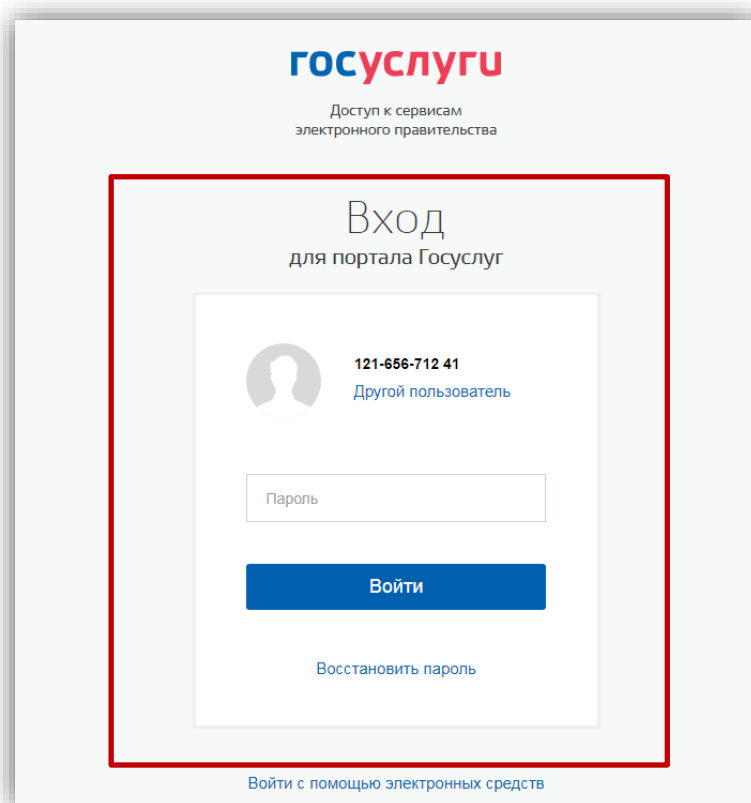 госуслуги
Доступ к сервисам
электронного правительства
Вход
для портала Госуслуг
121-656-712 41
Другой пользователь
Пароль
Войти
Восстановить пароль
Войти с помощью электронных средств